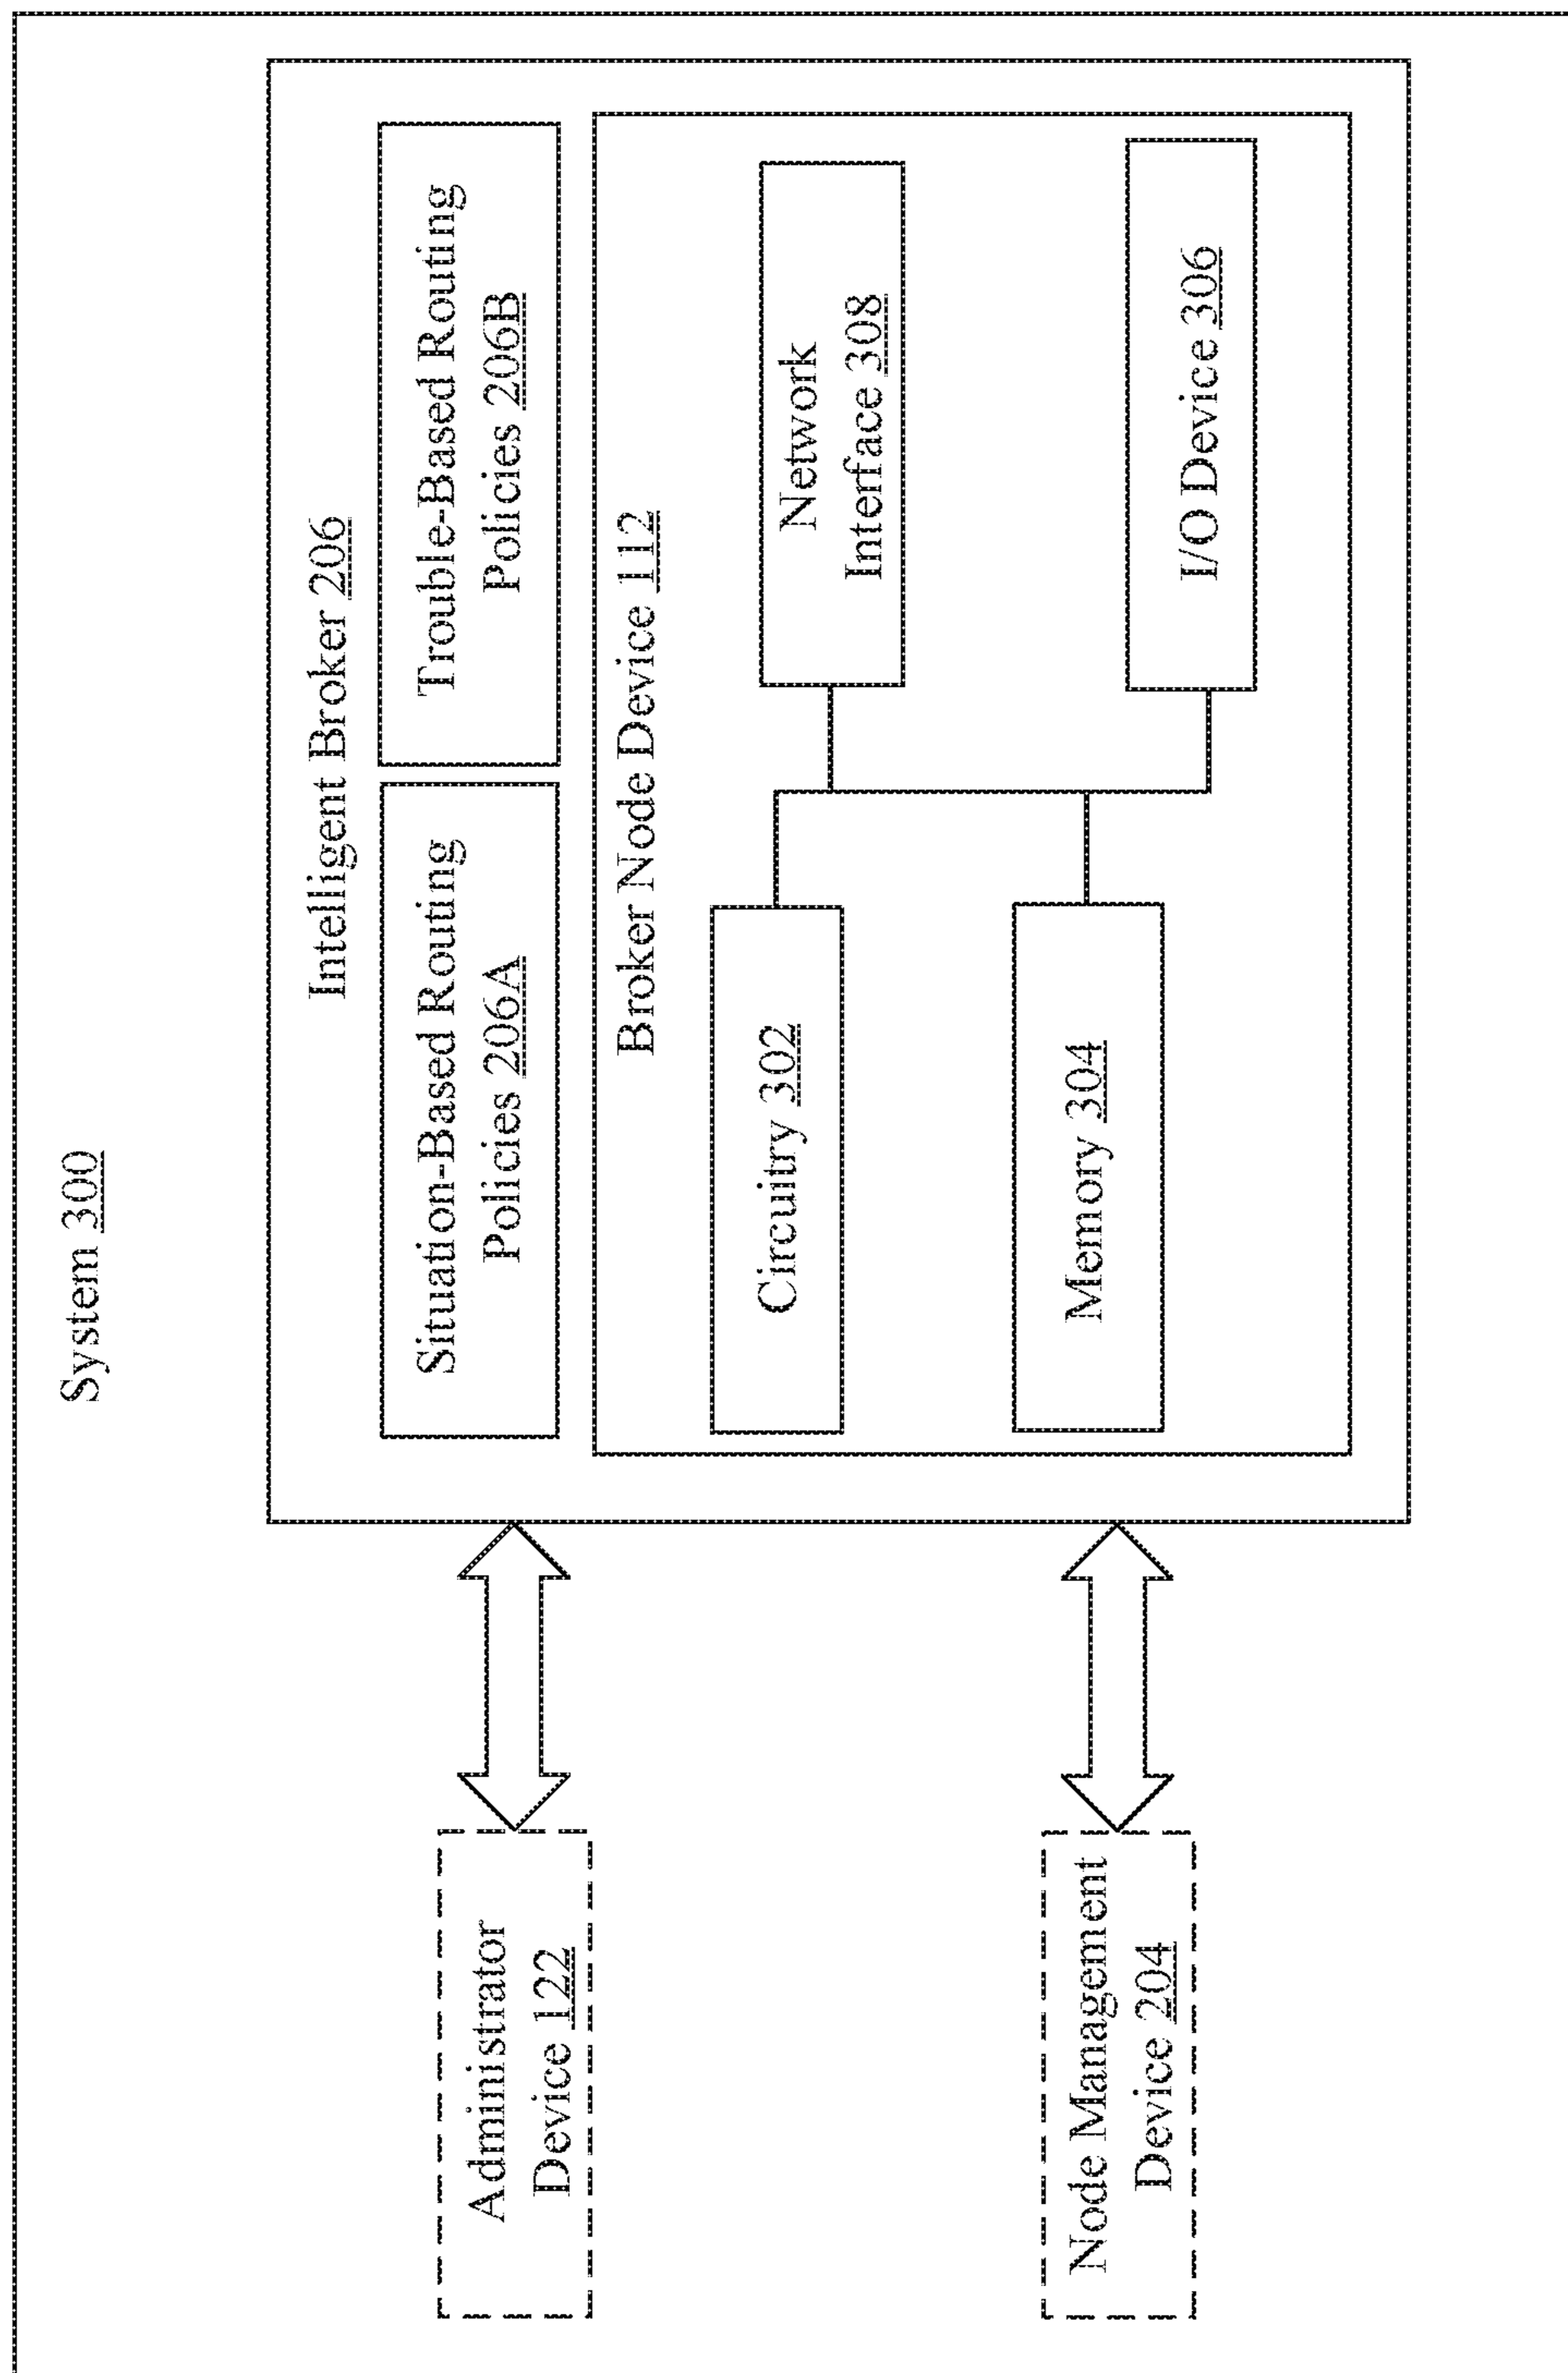 System 300
Intelligent Broker 206
Situation-Based Routing
Policies 206A
Trouble-Based Routing
Policies 206B
Administrator
Device 122
Broker Node Device 112
Circuitry 302
Network
Interface 308
Node Management
Device 204
Memory 304
I/O Device 306